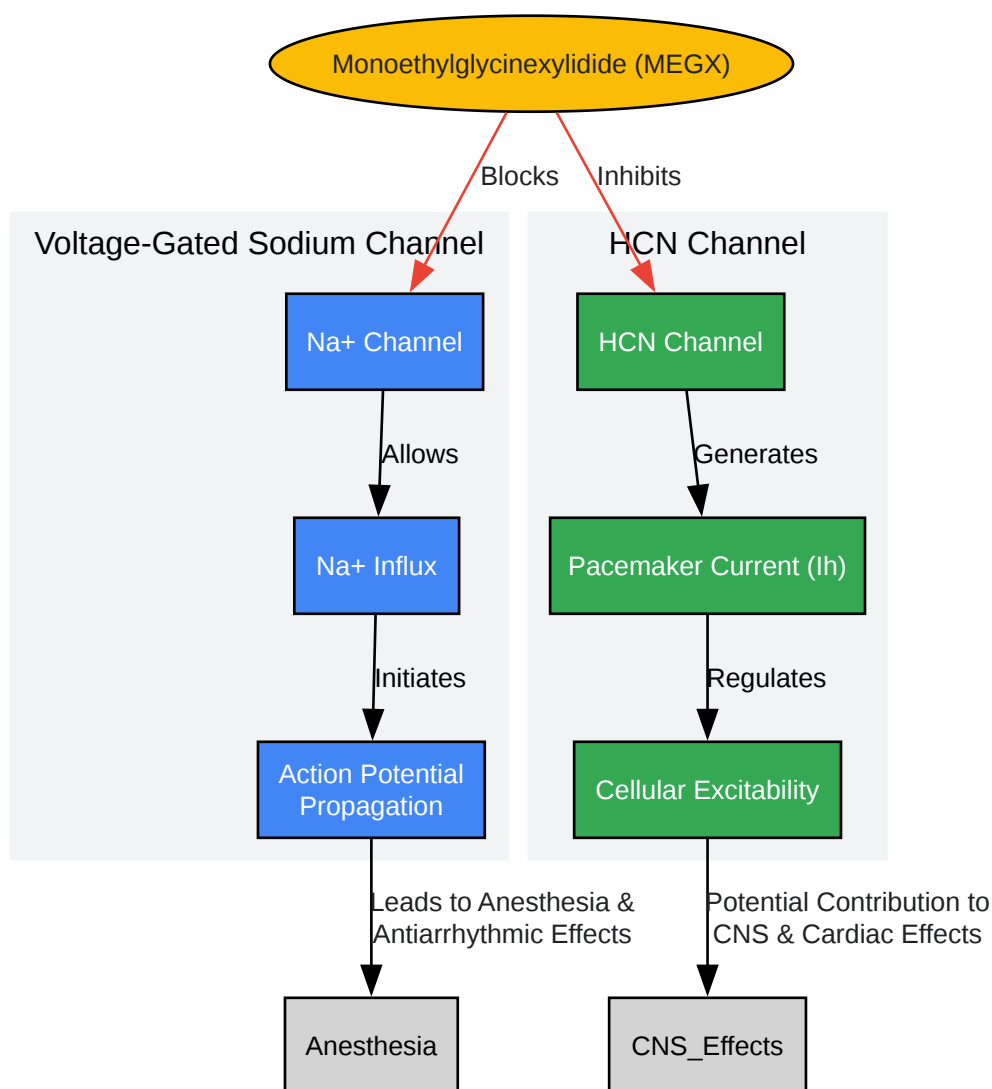 Monoethylglycinexylidide (MEGX)
Blocks
Inhibits
Voltage-Gated Sodium Channel
HCN Channel
Na+ Channel
HCN Channel
Allows
Generates
Na+ Influx
Pacemaker Current (Ih)
Initiates
Regulates
Action Potential
Propagation
Cellular Excitability
Leads to Anesthesia &
Antiarrhythmic Effects
Potential Contribution to
CNS & Cardiac Effects
Anesthesia
CNS_Effects